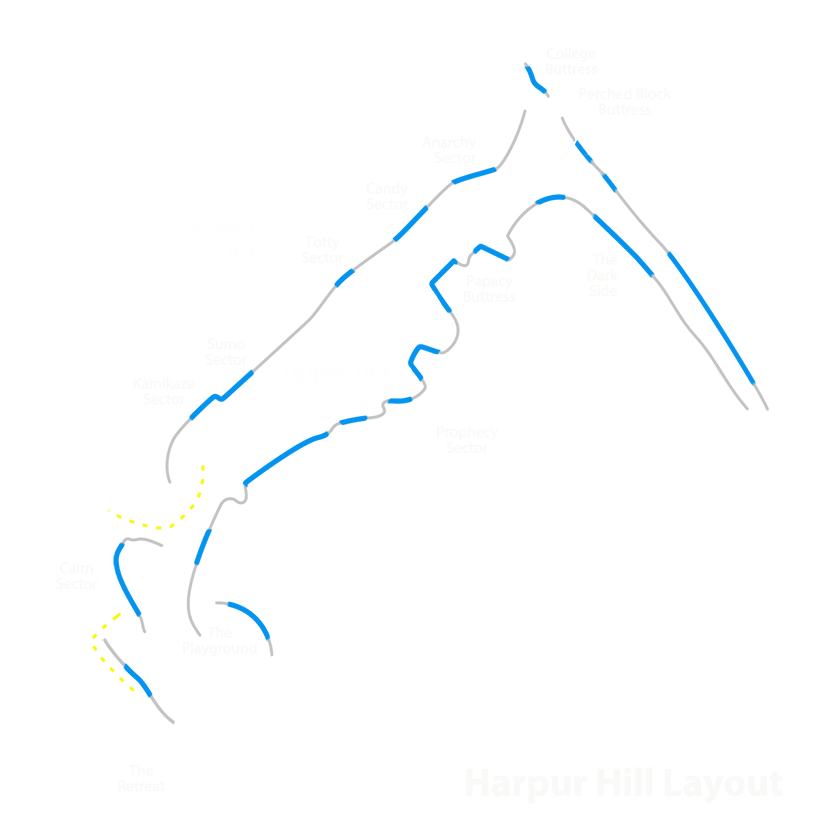 College
Buttress
Perched Block
Buttress
Anarchy
Sector
Candy
Sector
Totty
Sector
The
Dark
Side
Papacy
Buttress
Sumo
Sector
Kamikaze
Sector
Prophecy
Sector
Cairn
Sector
The
Playground
The
Retreat
Harpur Hill Layout